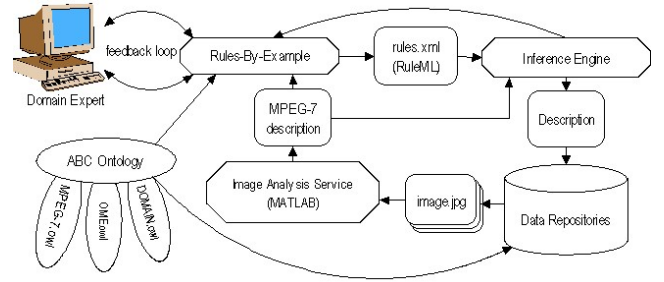 feedback loop
Rules-By-Example
rules.xml
(RuleML)
Inference Engine
Domain Expert
MPEG-7
description
Description
ABC Ontology
Image Analysis Service
(MATLAB)
image.jpg
Data Repositories
MPEG-7.owl
OME.owl
DOMAIN.owl